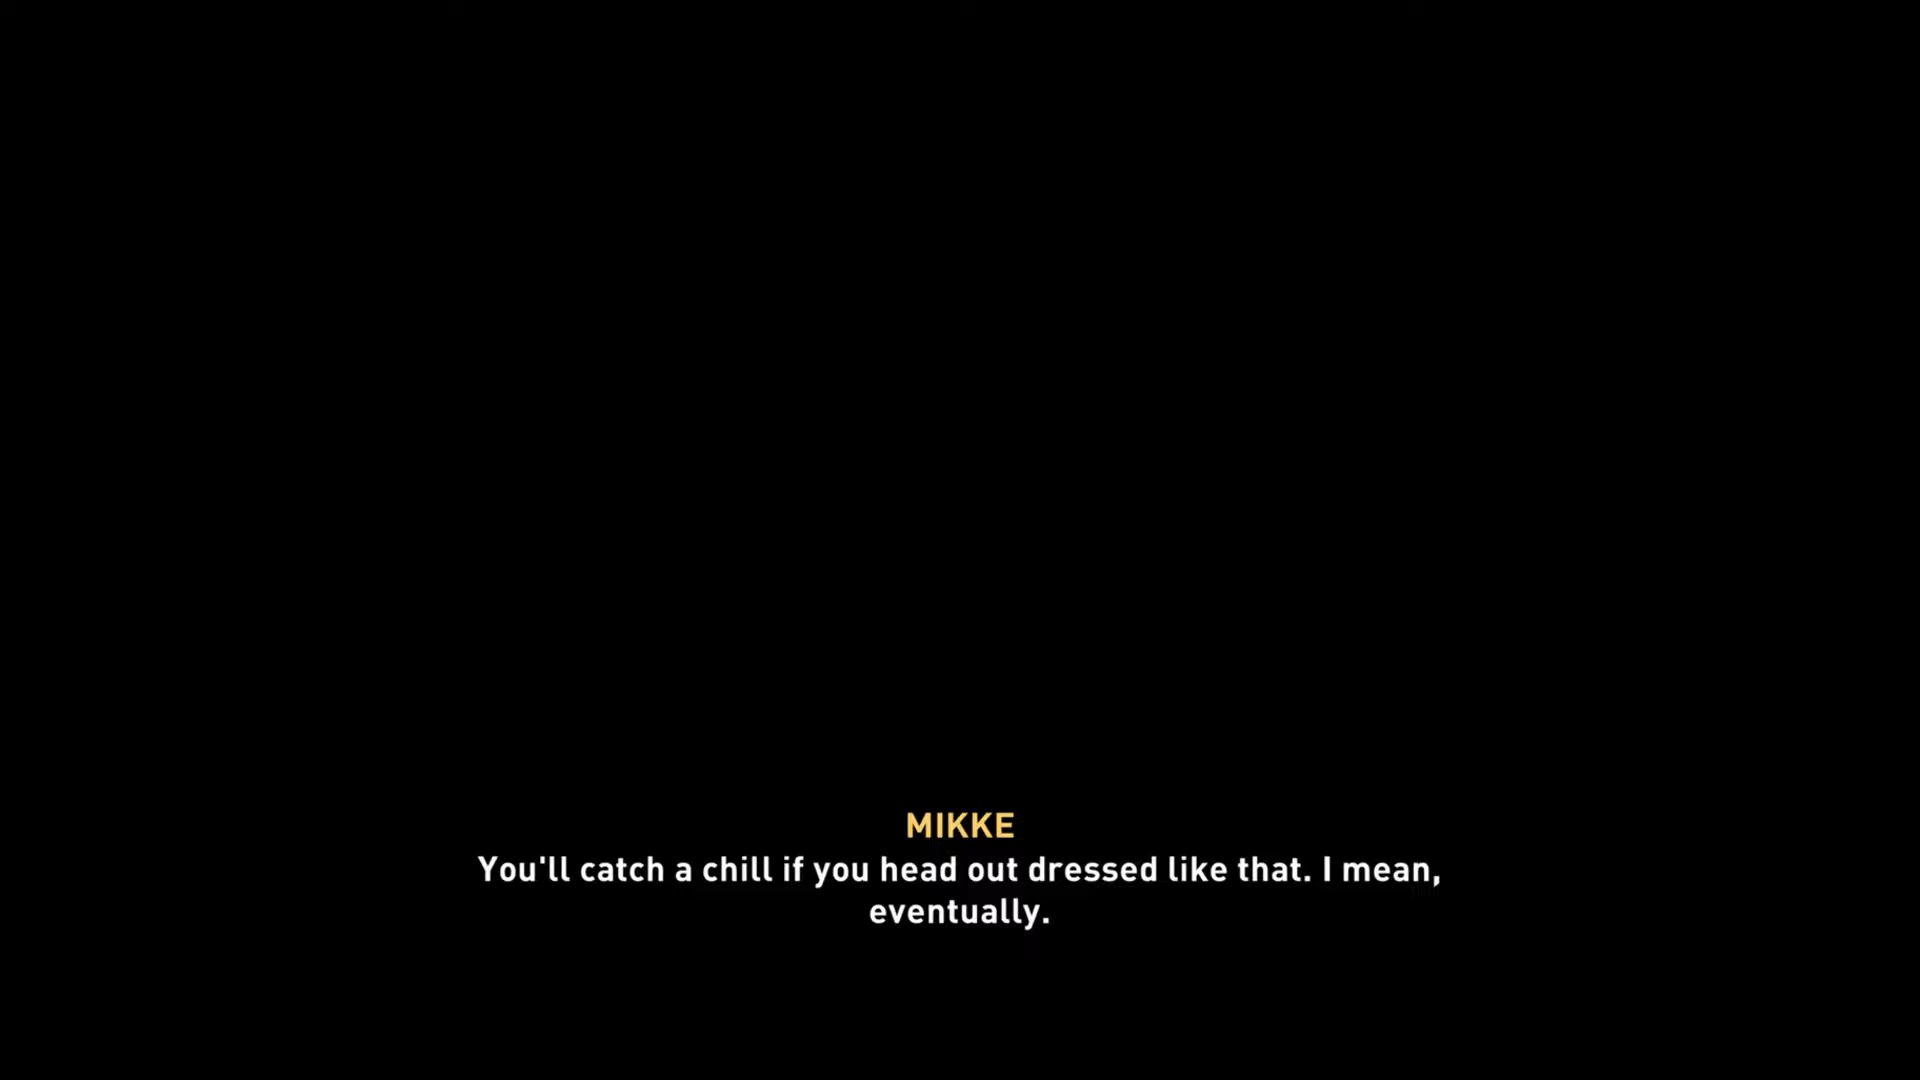 MIKKE
You'll catch a chill if you head out dressed like that. I mean,
eventually.